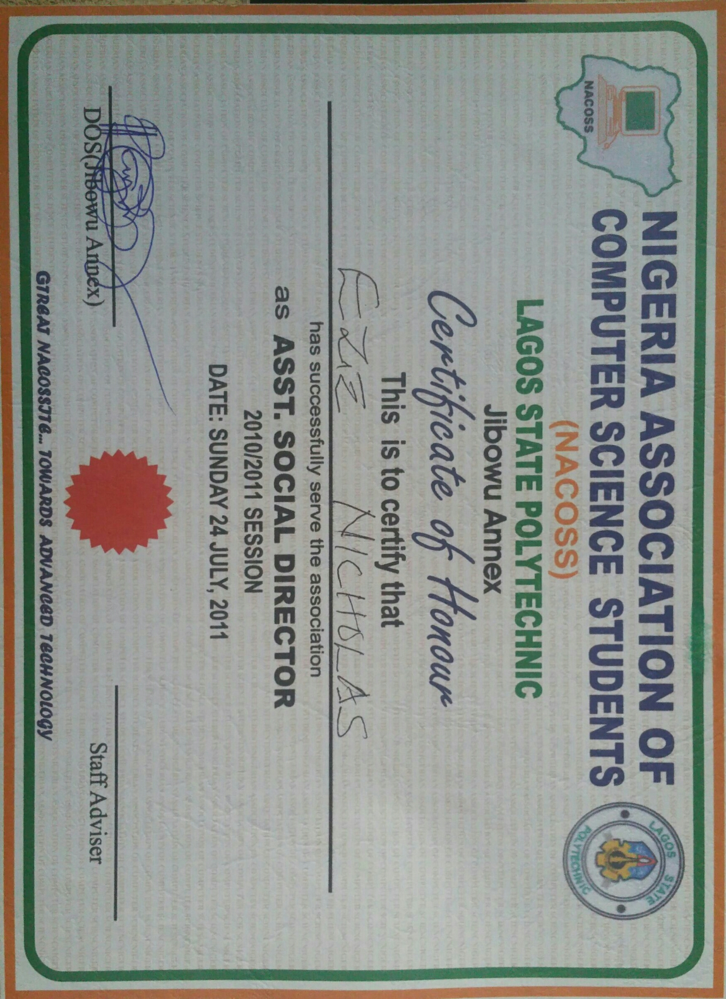 NACOSS
NIGERIA ASSOCIATION OF
COMPUTER SCIENCE STUDENTS
(NACOSS)
LAGOS STATE POLYTECHNIC
Jibowu Annex
LAGOS STATE
POLYTECHNIC
Certificate of Honour
This is to certify that
EZIE NICHOLAS
has successfully serve the association
as ASST. SOCIAL DIRECTOR
2010/2011 SESSION
DATE: SUNDAY 24 JULY, 2011
DOS(Jibowu Annex)
Staff Adviser
GTREAT NACOSSITE... TOWARDS ADVANCED TECHNOLOGY